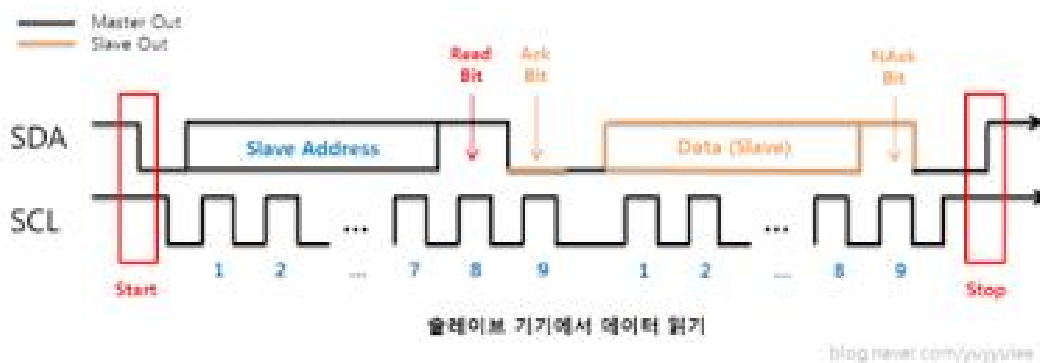 Master Out
Slave Out
Read Bit
Ack Bit
NAck Bit
SDA
Slave Address
Data (Slave)
SCL
...
...
1 2 ... 7 8 9 1 2 ... 8 9
Start
Stop
슬레이브 기기에서 데이터 읽기
blog.naver.com/yuyyulee